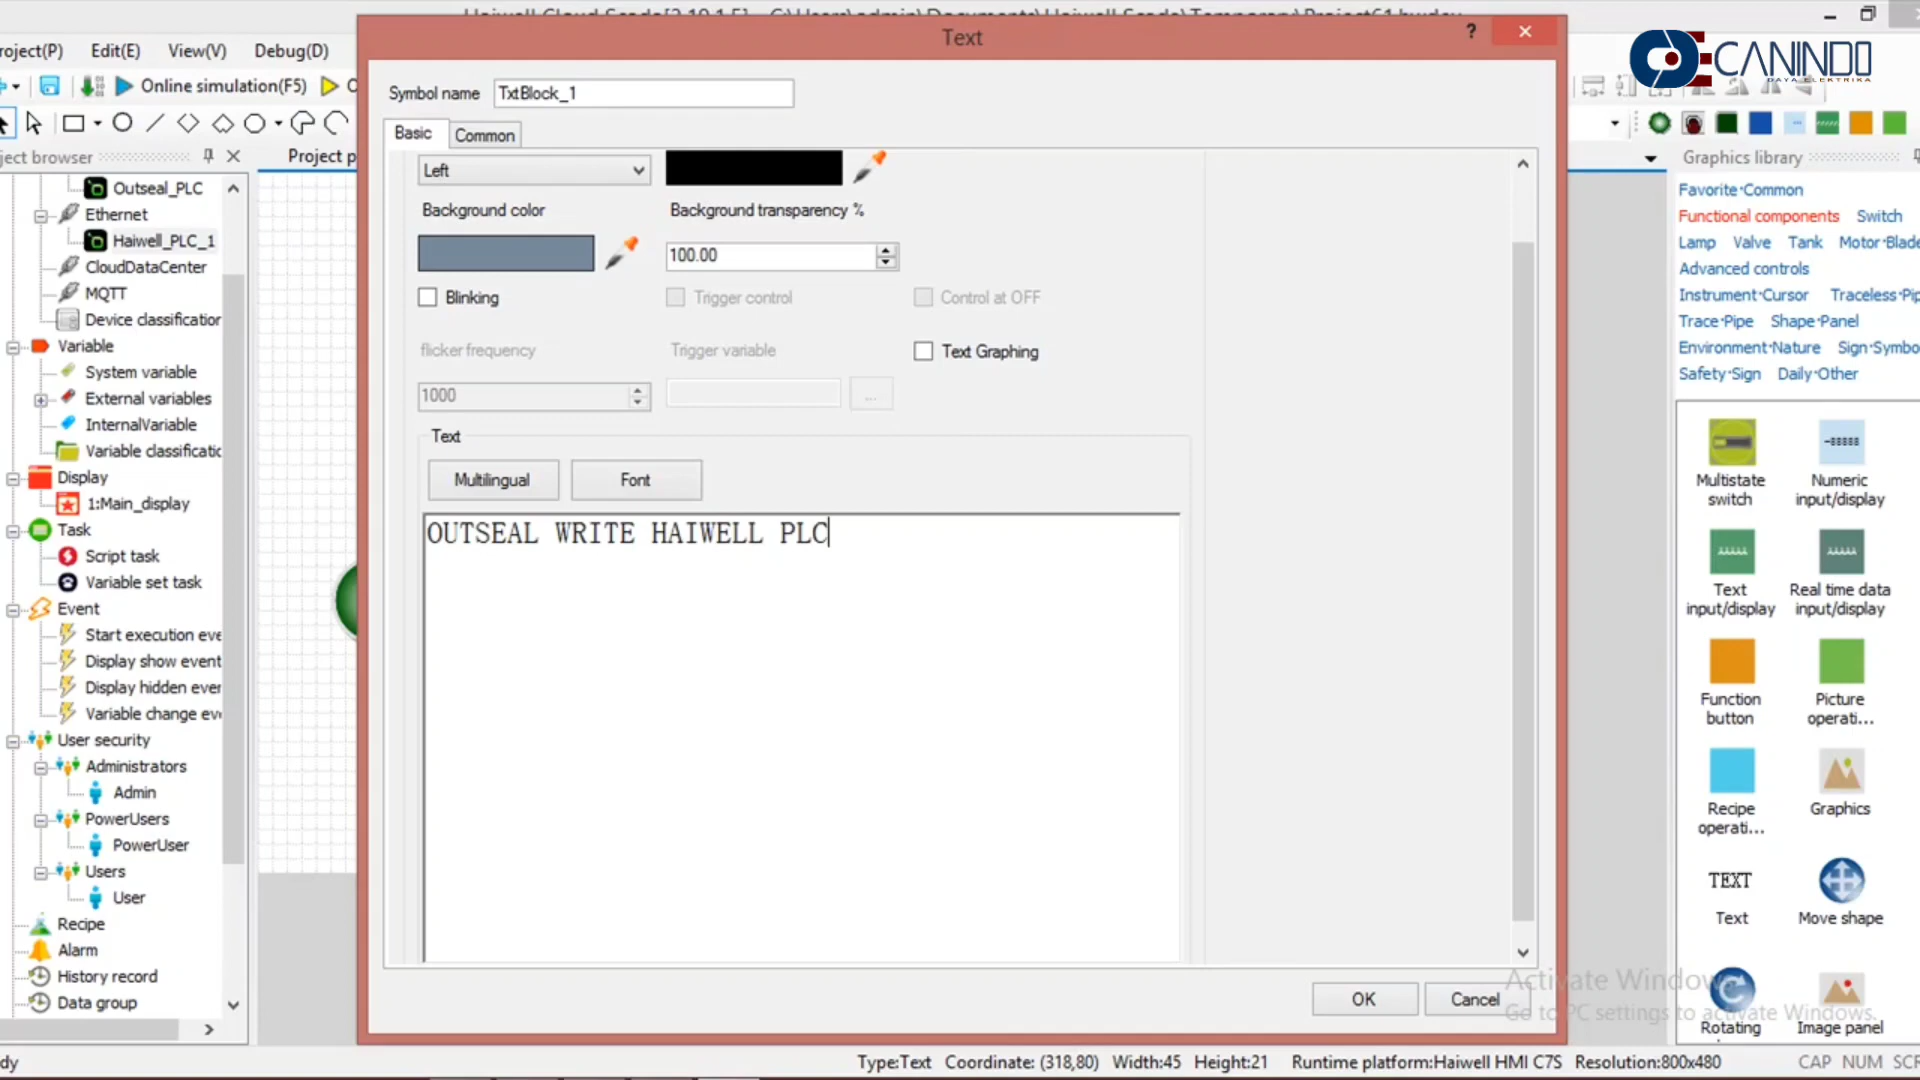 Text
?
ECANINDO
DAYA ELEKTRIKA
roject(P) Edit(E) View(V) Debug(D)
Online simulation(F5)
ject browser
Project p
Outseal_PLC
Ethernet
Haiwell_PLC_1
CloudDataCenter
MQTT
Device classification
Variable
System variable
External variables
InternalVariable
Variable classificatic
Display
1:Main_display
Task
Script task
Variable set task
Event
Start execution eve
Display show event
Display hidden ever
Variable change eve
User security
Administrators
Admin
PowerUsers
PowerUser
Users
User
Recipe
Alarm
History record
Data group
Symbol name TxtBlock_1
Basic Common
Left
Background color Background transparency %
100.00
Blinking Trigger control Control at OFF
flicker frequency Trigger variable Text Graphing
1000 ...
Text
Multilingual Font
OUTSEAL WRITE HAIWELL PLC
OK Cancel
Graphics library
Favorite·Common
Functional components Switch
Lamp Valve Tank Motor·Blade
Advanced controls
Instrument·Cursor Traceless·Pip
Trace·Pipe Shape·Panel
Environment·Nature Sign·Symbo
Safety·Sign Daily·Other
Multistate switch
Numeric input/display
Text input/display
Real time data input/display
Function button
Picture operati...
Recipe operati...
Graphics
TEXT
Text
Move shape
Rotating
Image panel
Activate Windows
Go to PC settings to activate Windows.
dy
Type:Text Coordinate: (318,80) Width:45 Height:21 Runtime platform:Haiwell HMI C7S Resolution:800x480 CAP NUM SCR